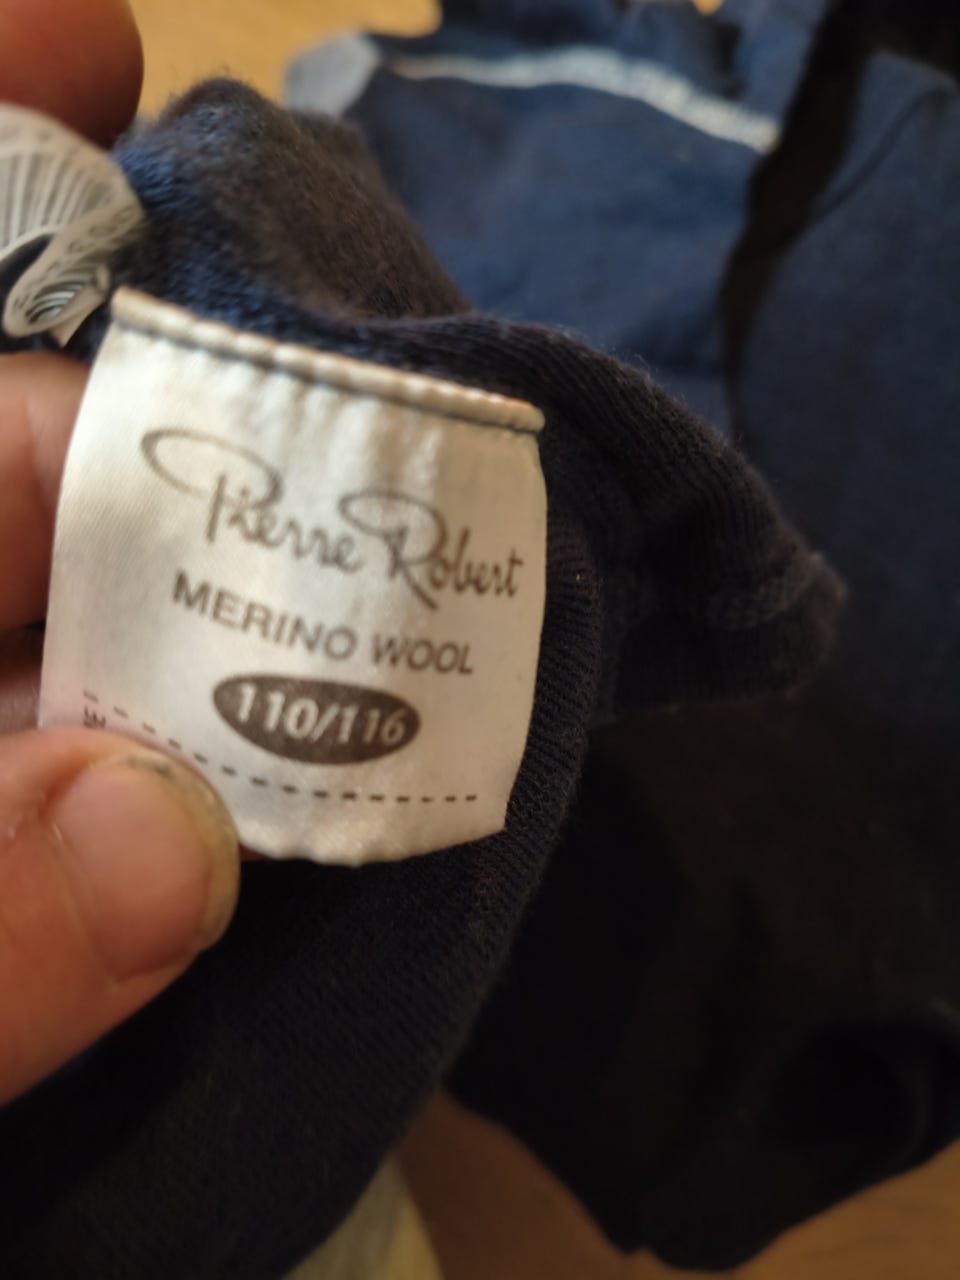 Pierre Robert
MERINO WOOL
110/116